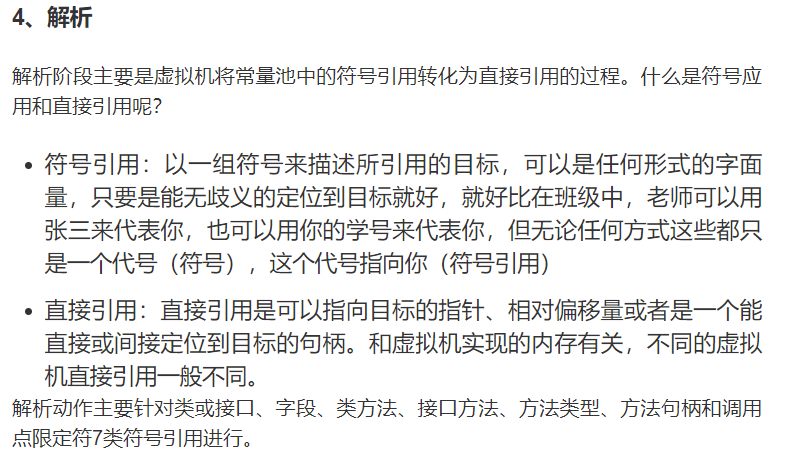 4、解析
解析阶段主要是虚拟机将常量池中的符号引用转化为直接引用的过程。什么是符号应
用和直接引用呢?
• 符号引用：以一组符号来描述所引用的目标，可以是任何形式的字面
量，只要是能无歧义的定位到目标就好，就好比在班级中，老师可以用
张三来代表你，也可以用你的学号来代表你，但无论任何方式这些都只
是一个代号（符号），这个代号指向你（符号引用）
• 直接引用：直接引用是可以指向目标的指针、相对偏移量或者是一个能
直接或间接定位到目标的句柄。和虚拟机实现的内存有关，不同的虚拟
机直接引用一般不同。
解析动作主要针对类或接口、字段、类方法、接口方法、方法类型、方法句柄和调用
点限定符7类符号引用进行。